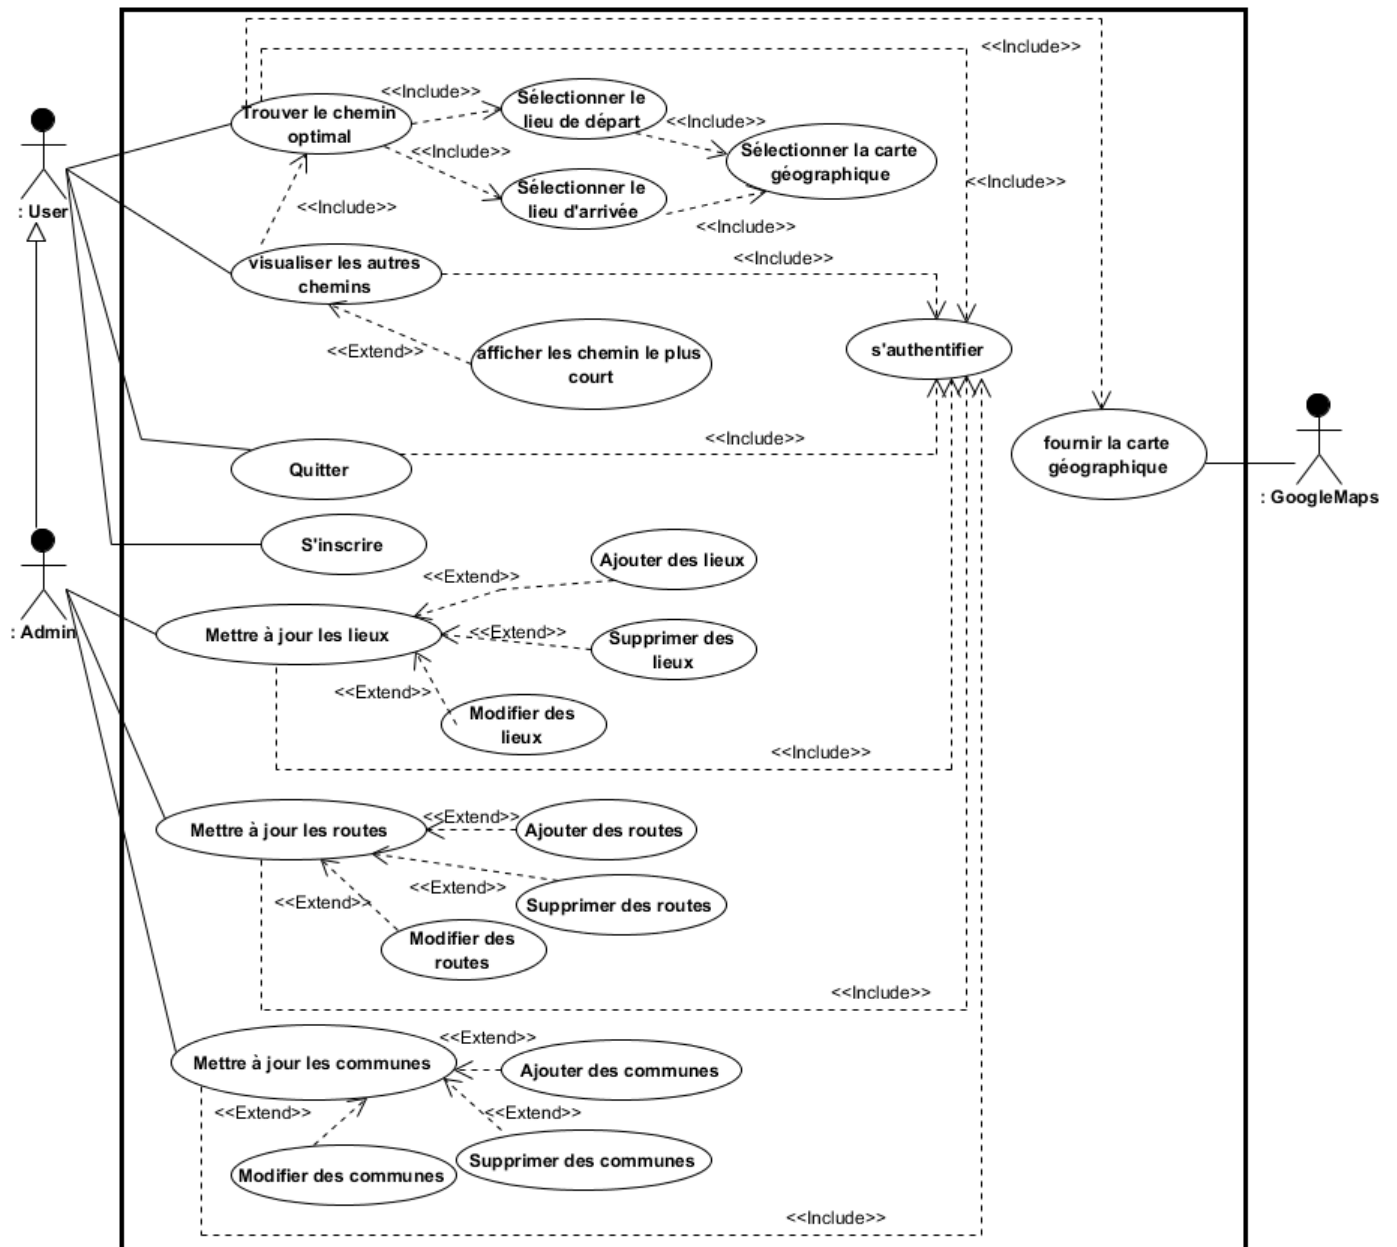 <<Include>>
<<Include>>
Trouver le chemin
optimal
Sélectionner le
lieu de départ
<<Include>>
<<Include>>
Sélectionner la carte
géographique
Sélectionner le
lieu d'arrivée
<<Include>>
<<Include>>
<<Include>>
: User
visualiser les autres
chemins
<<Include>>
<<Extend>>
afficher les chemin le plus
court
s'authentifier
<<Include>>
Quitter
fournir la carte
géographique
: GoogleMaps
S'inscrire
Ajouter des lieux
<<Extend>>
: Admin
Mettre à jour les lieux
<<Extend>>
Supprimer des
lieux
<<Extend>>
Modifier des
lieux
<<Include>>
Mettre à jour les routes
<<Extend>>
Ajouter des routes
<<Extend>>
<<Extend>>
Supprimer des routes
Modifier des
routes
<<Include>>
<<Extend>>
Mettre à jour les communes
Ajouter des communes
<<Extend>>
<<Extend>>
Modifier des communes
Supprimer des communes
<<Include>>